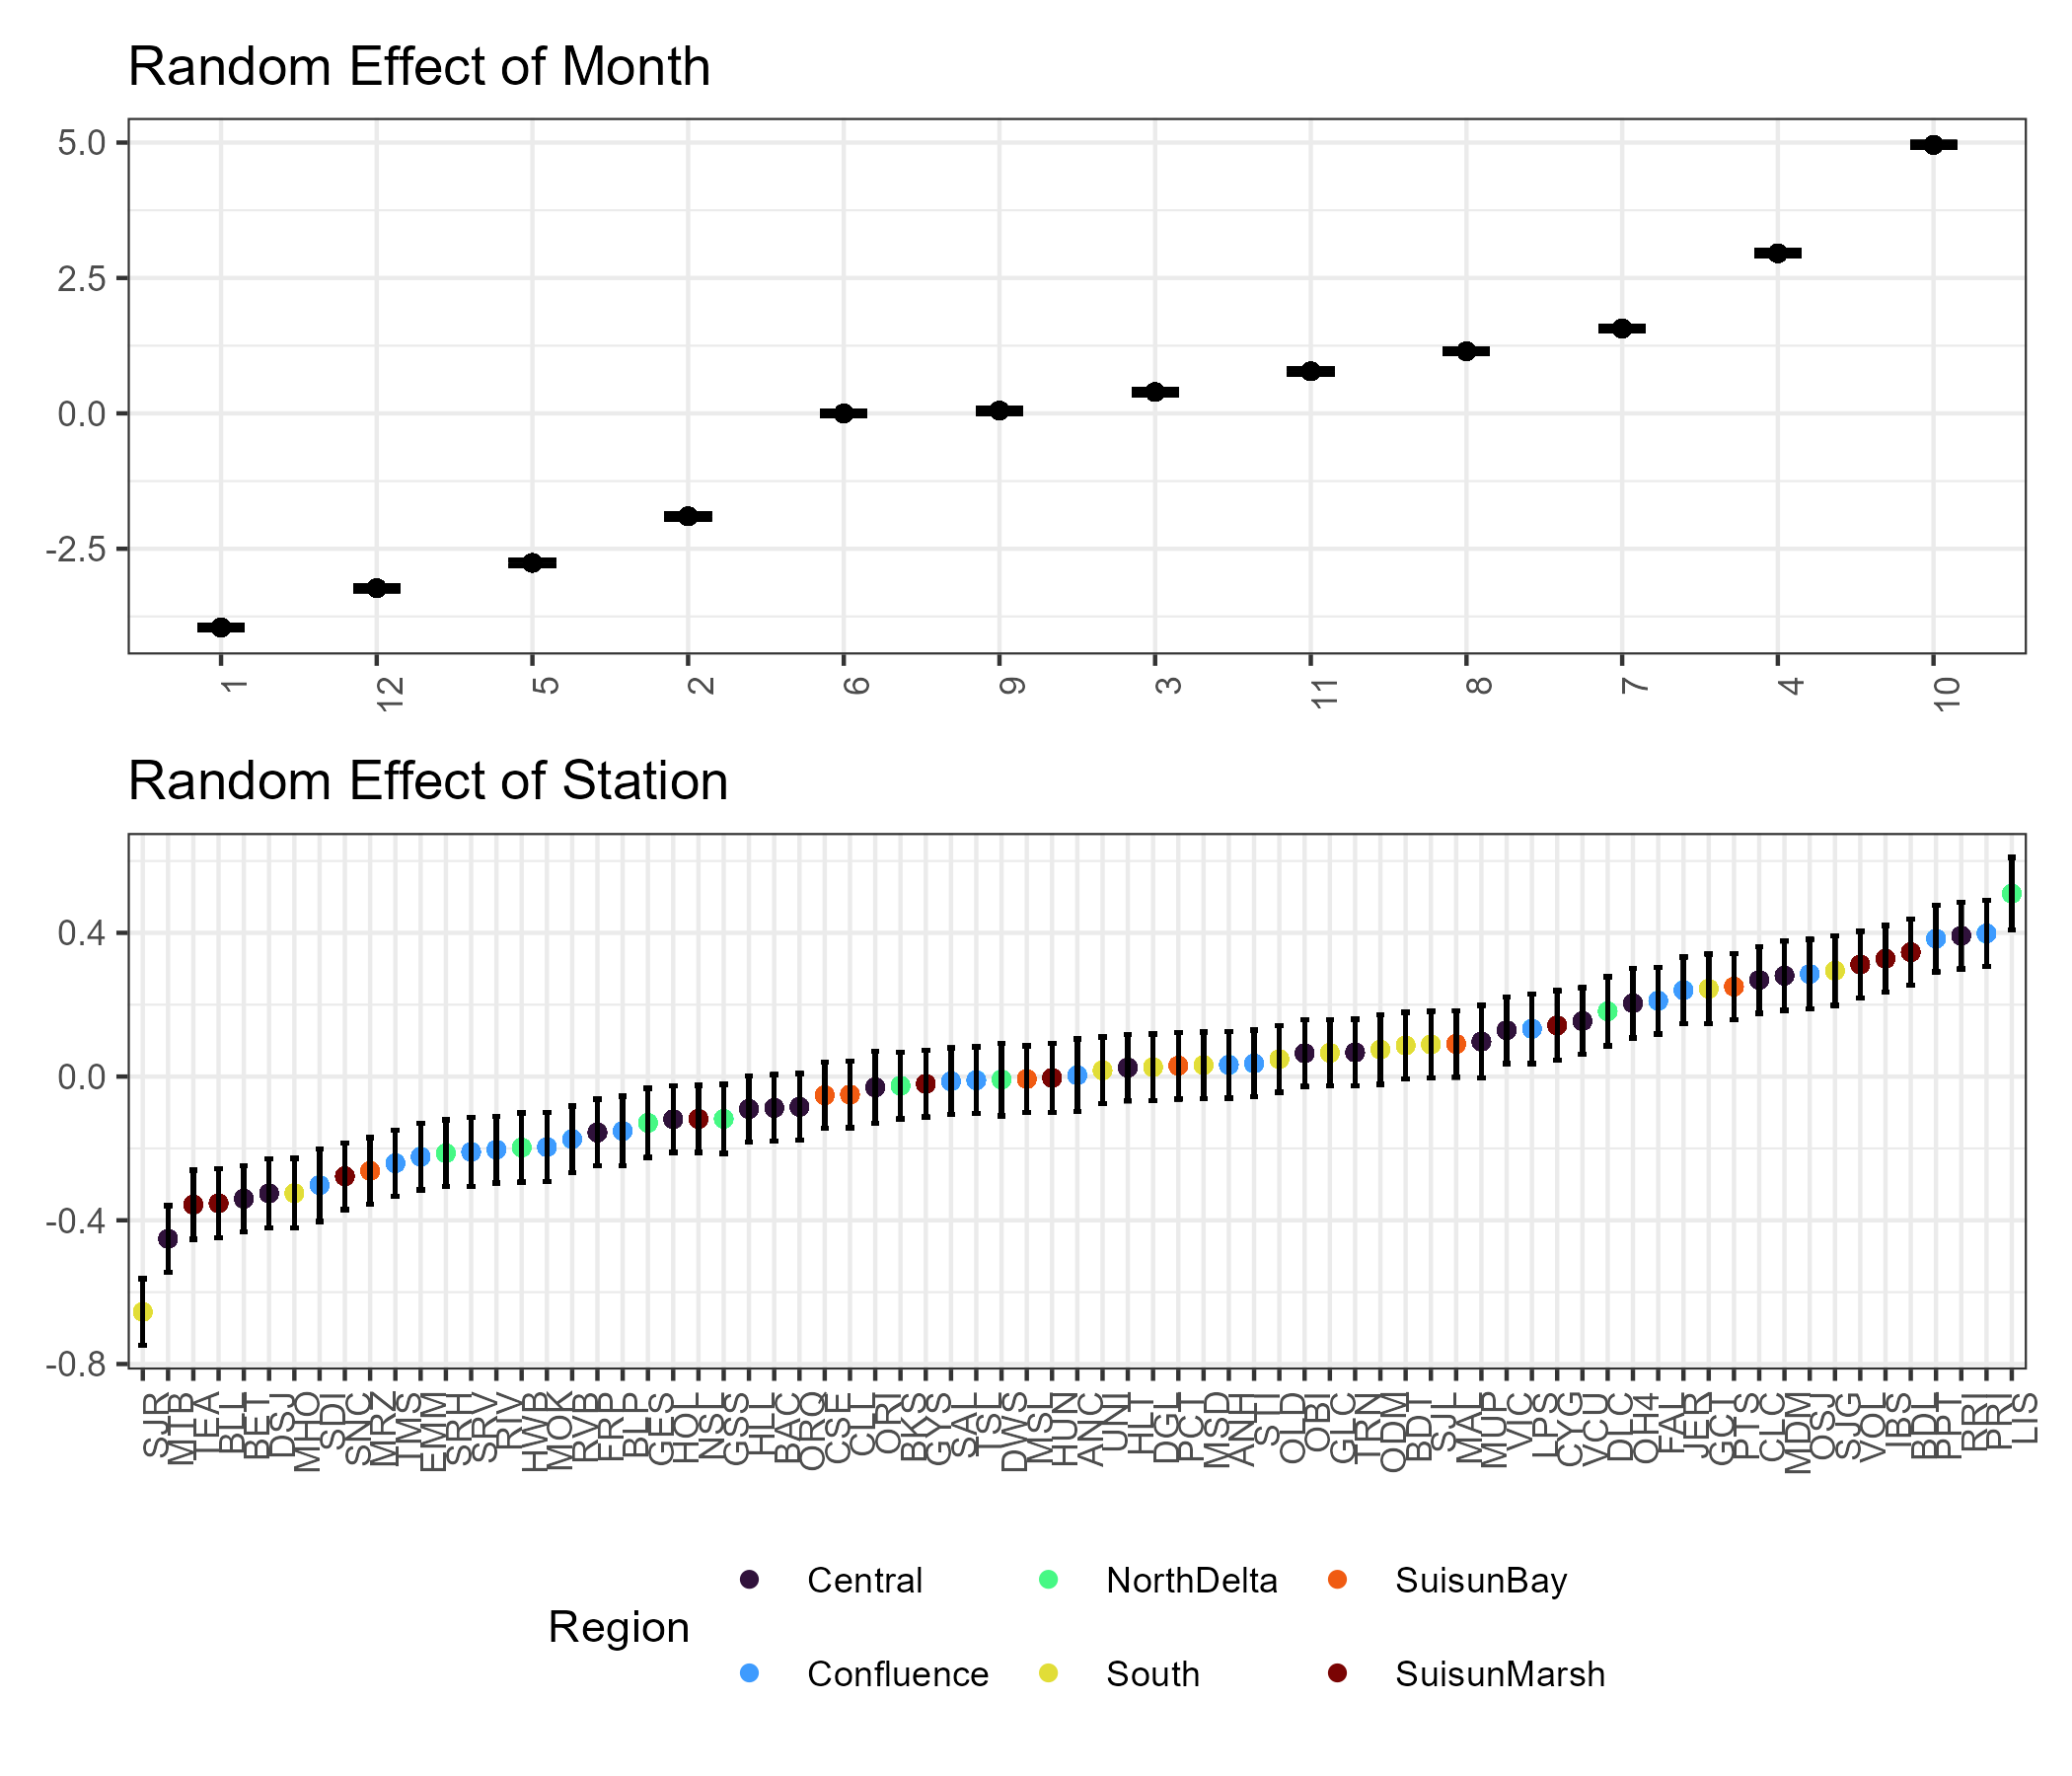 Random Effect of Month
5.0
2.5
0.0
-2.5
1
12
5
2
6
9
3
11
8
7
4
10
Random Effect of Station
0.4
0.0
-0.4
-0.8
SJR
MTB
TEA
BLL
BET
DSJ
MHO
SDI
SNC
MRZ
TMS
EMM
SRH
SRV
RIV
HWB
MOK
RVB
FRP
BLP
GES
HOL
NSL
GSS
HLL
BAC
ORQ
CSE
CLL
ORI
BKS
GYS
SAL
TSL
DWS
MSL
HUN
ANC
UNI
HLT
DGL
PCT
MSD
ANH
STI
OLD
OBI
GLC
TRN
ODM
BDT
SJL
MAL
MUP
VIC
LPS
CYG
VCU
DLC
OH4
FAL
JER
GCT
PTS
CLC
MDM
OSJ
SJG
VOL
IBS
BDL
PPT
RRI
PRI
LIS
Region
Central
NorthDelta
SuisunBay
Confluence
South
SuisunMarsh